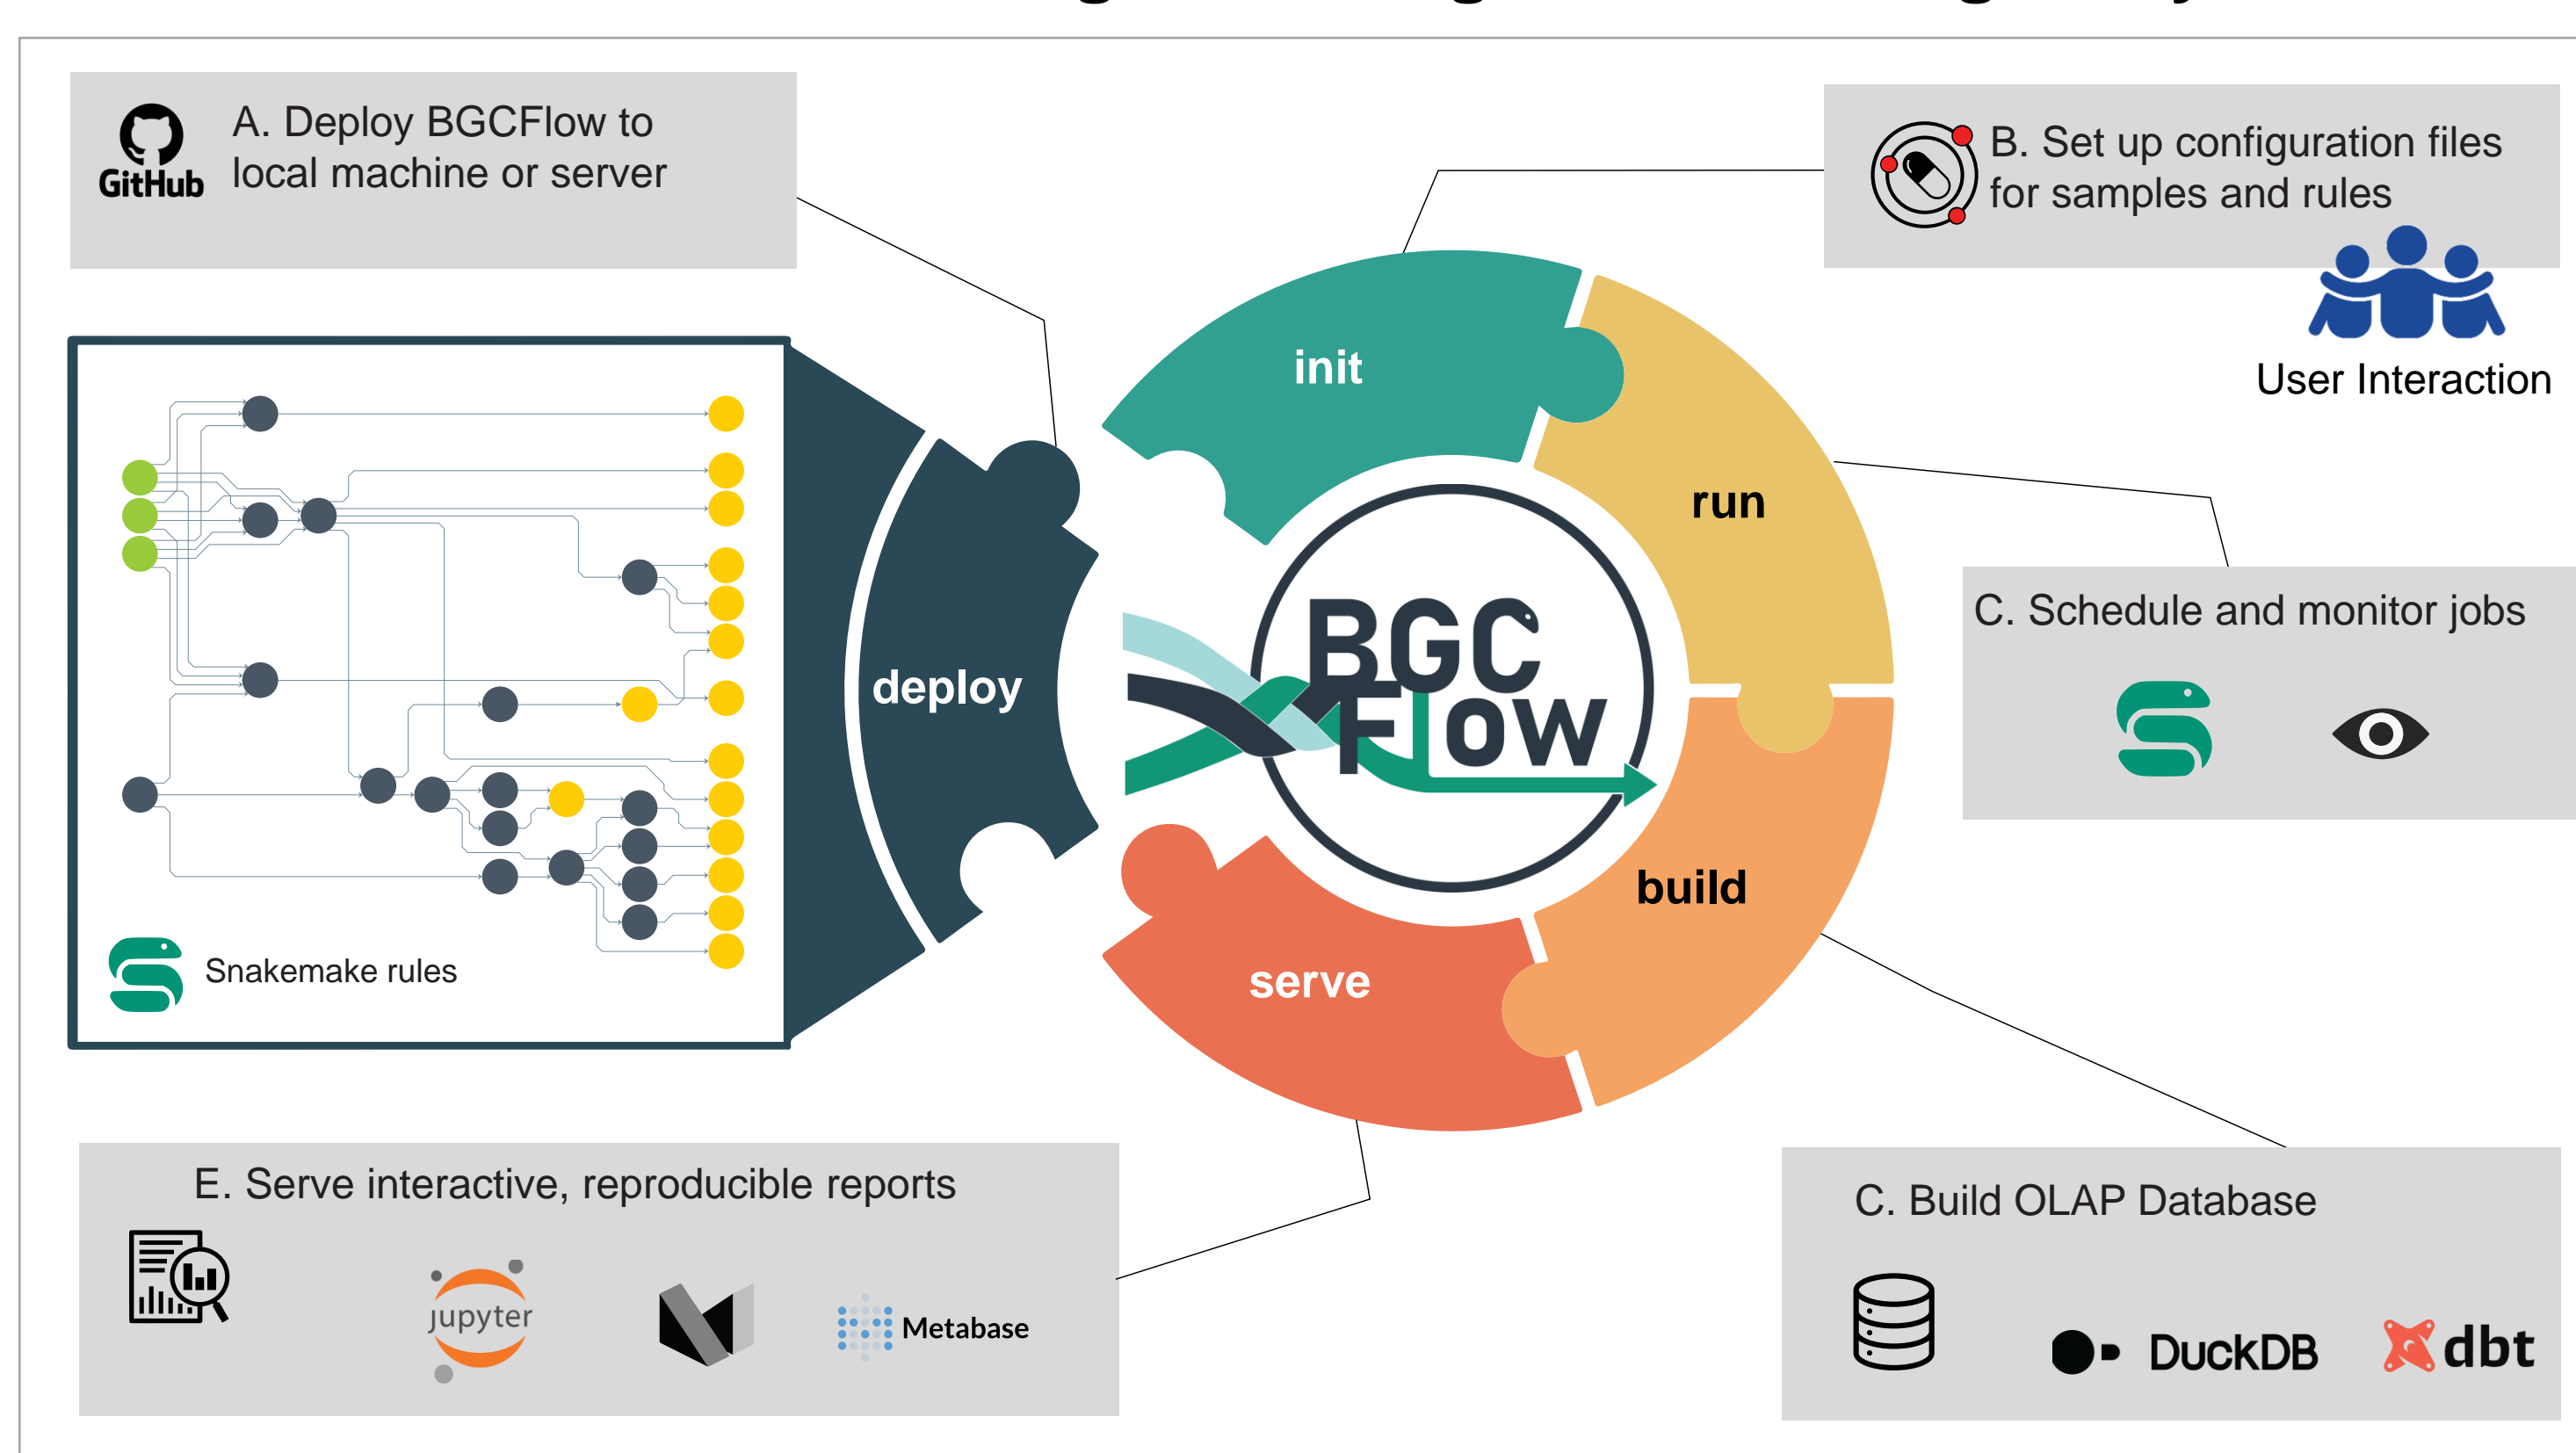 A. Deploy BGCFlow to
local machine or server
GitHub
B. Set up configuration files
for samples and rules
User Interaction
init
run
deploy
BGC
FLOW
C. Schedule and monitor jobs
build
serve
Snakemake rules
E. Serve interactive, reproducible reports
jupyter
Metabase
C. Build OLAP Database
DuckDB
dbt